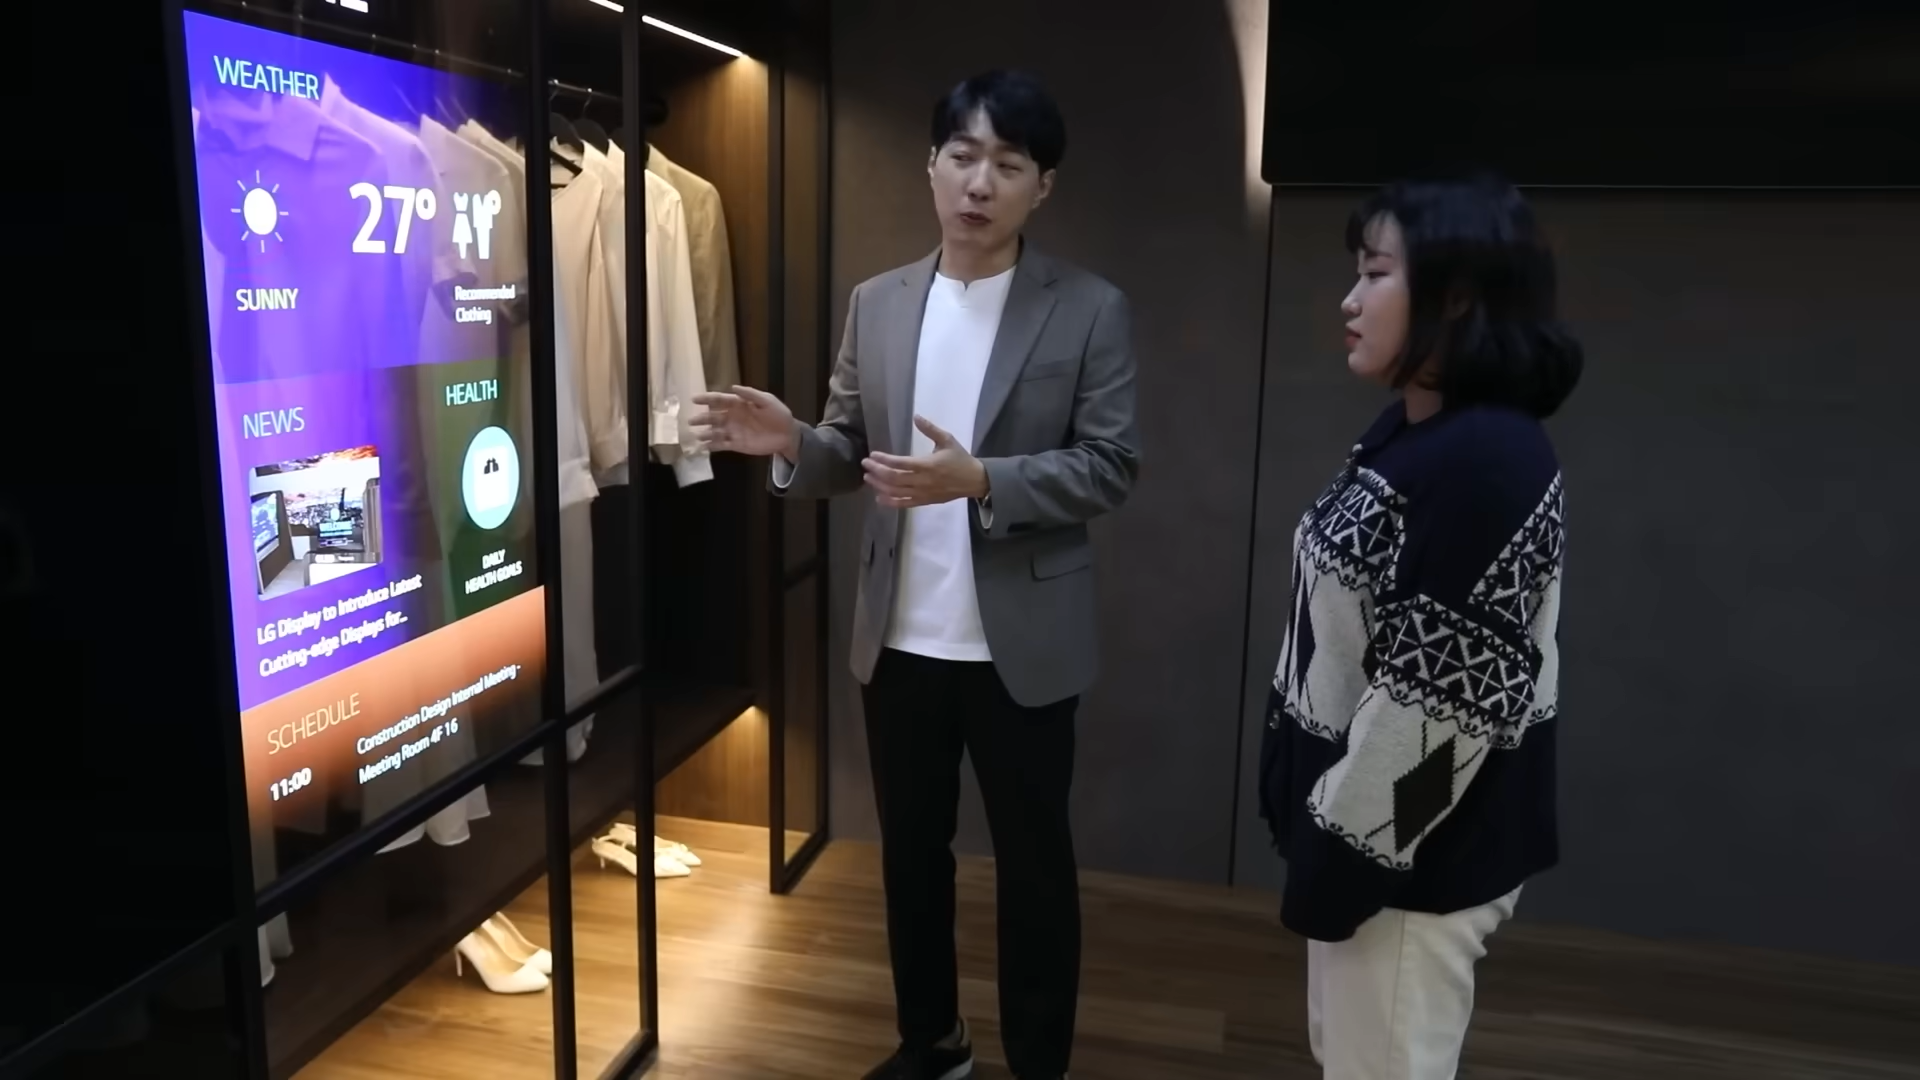 WEATHER
27°
SUNNY
Recommended
Clothing
NEWS
HEALTH
WELCOME
DAILY
HEALTH GOALS
LG Display to Introduce Latest
Cutting-edge Displays for...
SCHEDULE
11:00
Construction Design Internal Meeting -
Meeting Room 4F 16